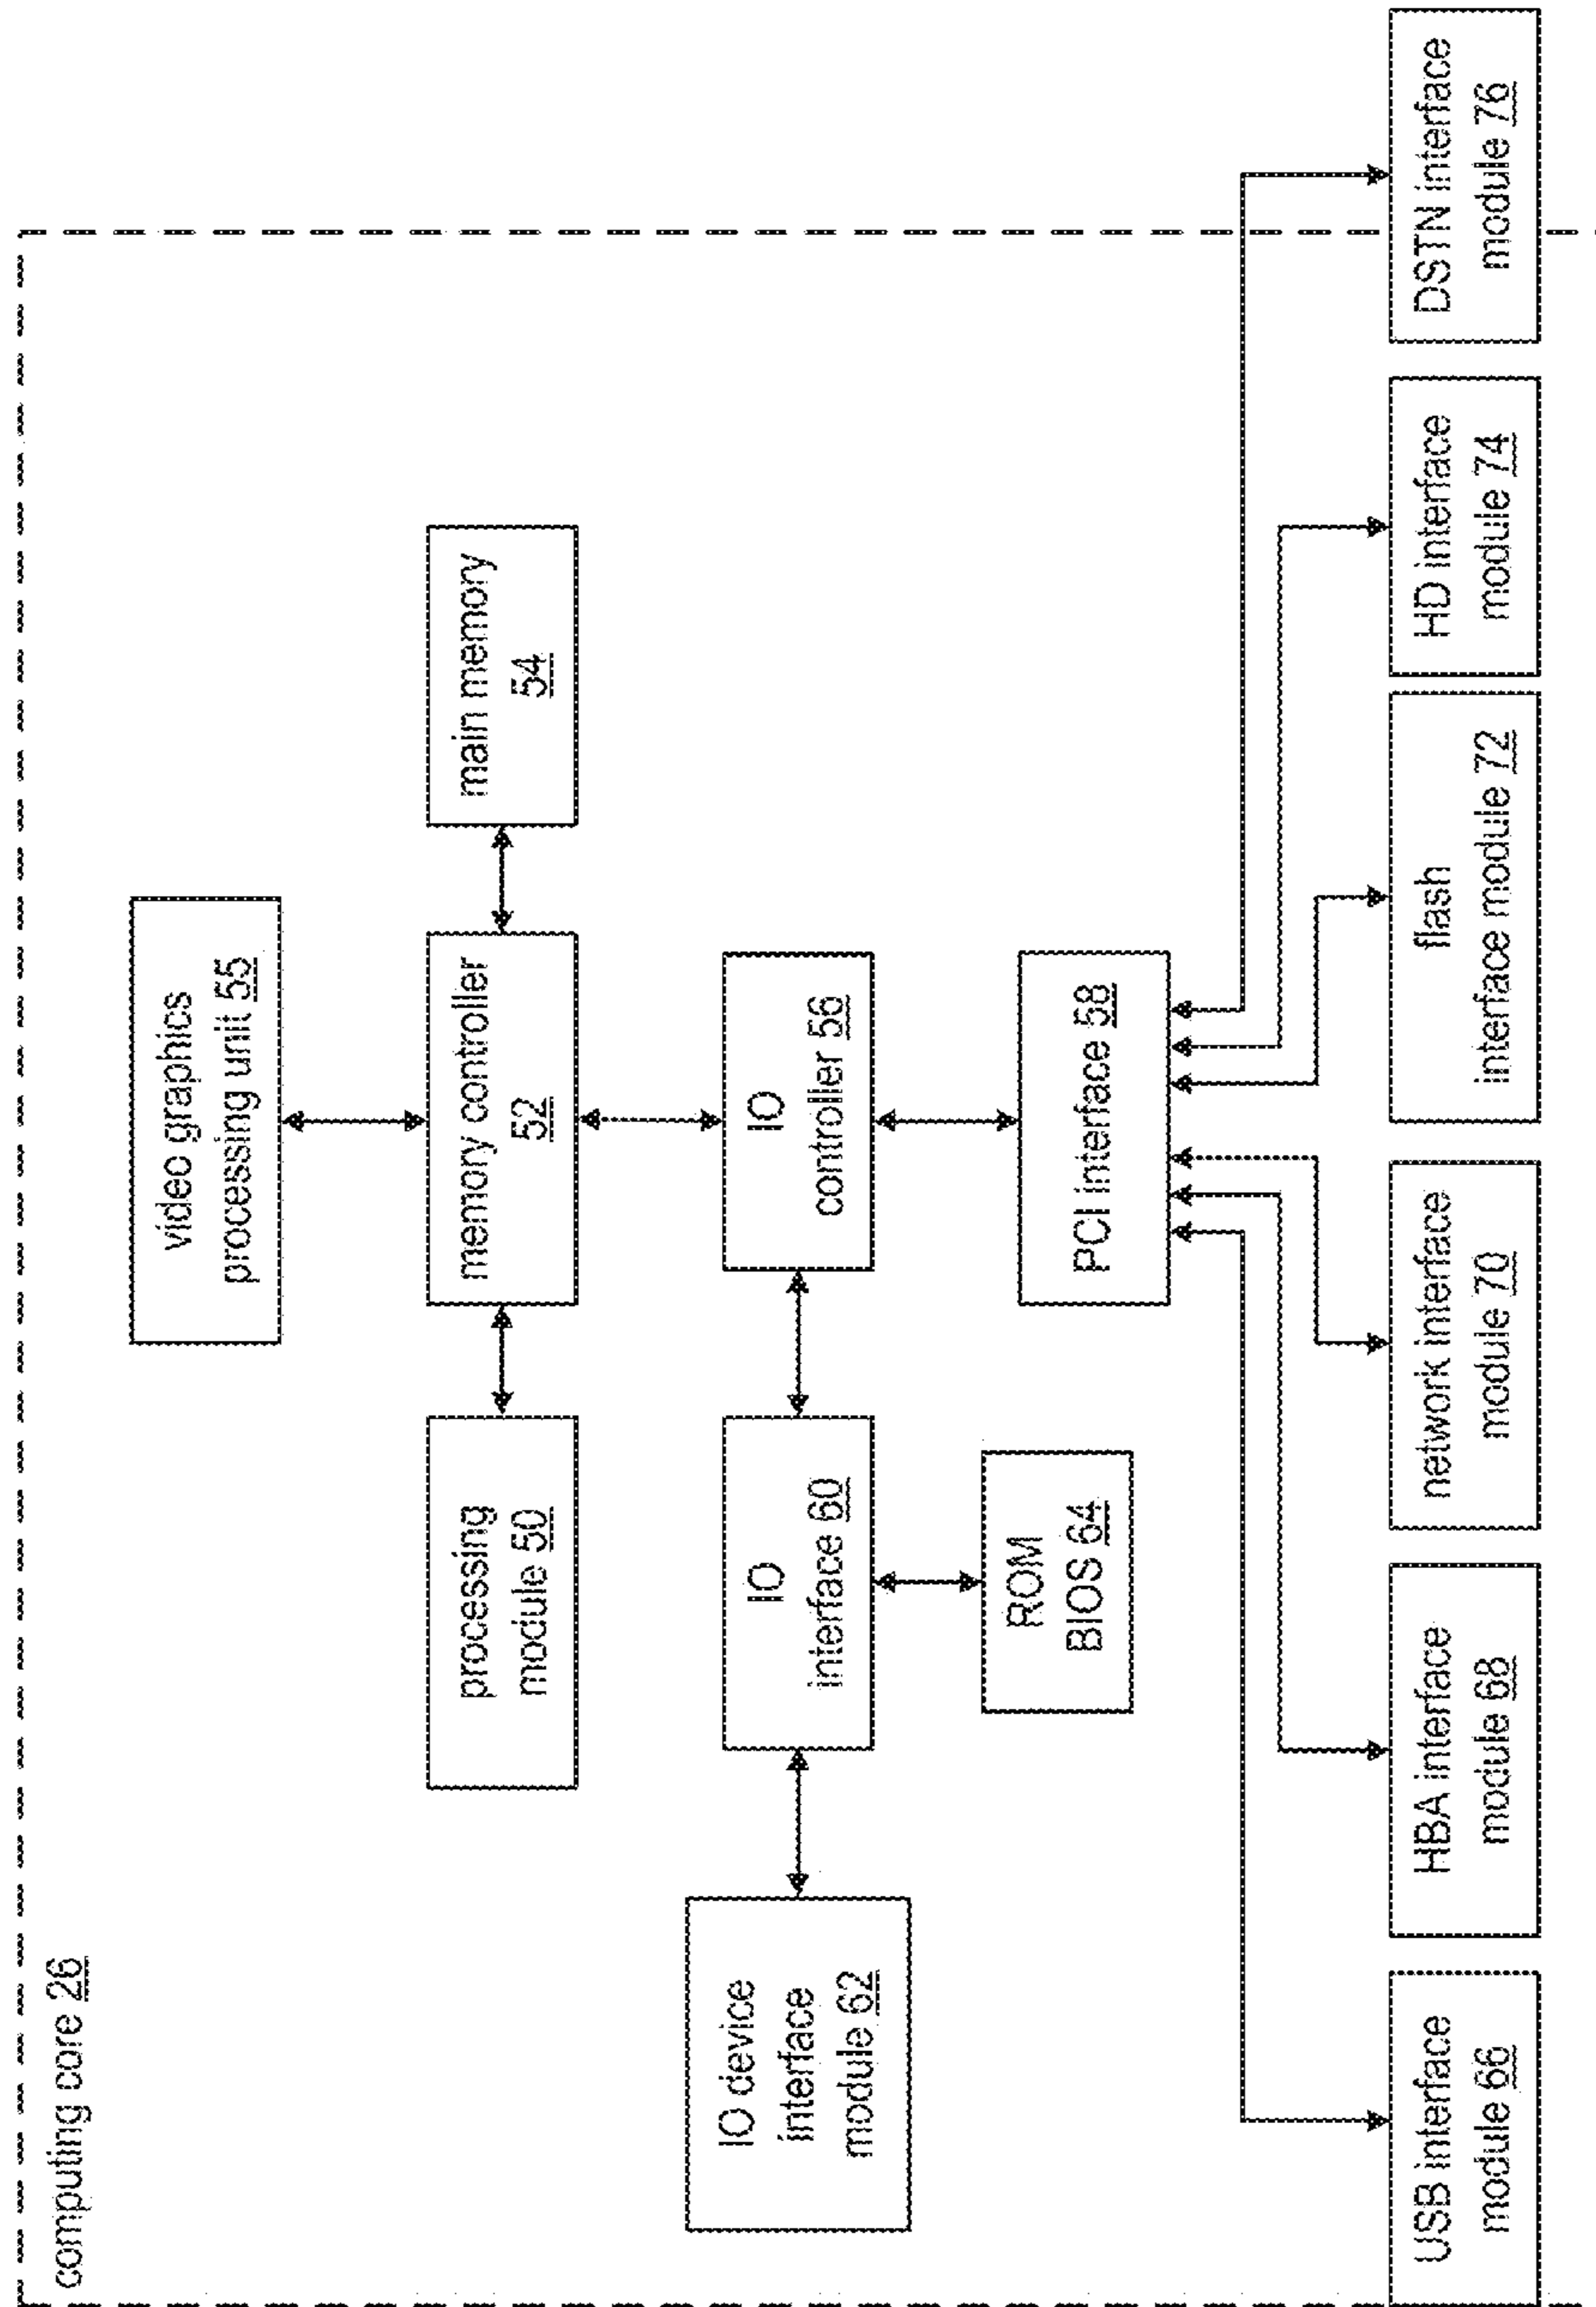 computing core 26
video graphics
processing unit 55
processing
module 50
memory controller
52
main memory
54
IO device
interface
module 62
IO
interface 60
IO
controller 56
ROM
BIOS 64
PCI interface 58
USB interface
module 66
HBA interface
module 68
network interface
module 70
flash
interface module 72
HD interface
module 74
DSTN interface
module 76